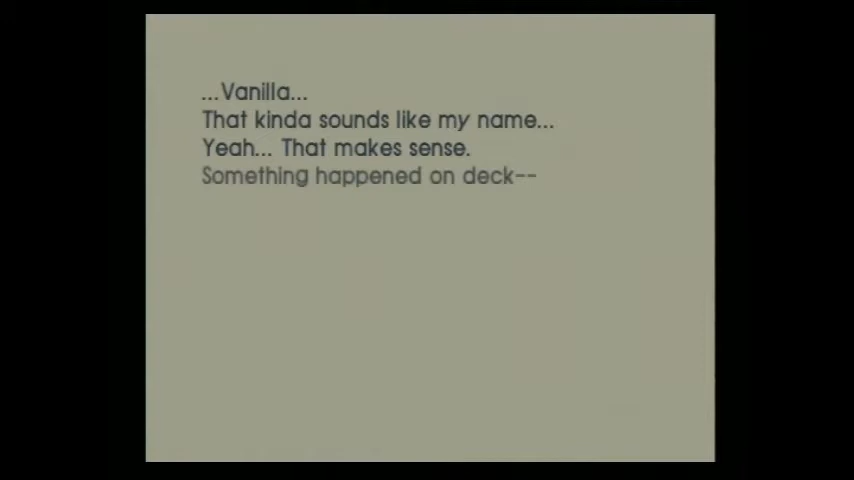 ...Vanilla...
That kinda sounds like my name...
Yeah... That makes sense.
Something happened on deck--